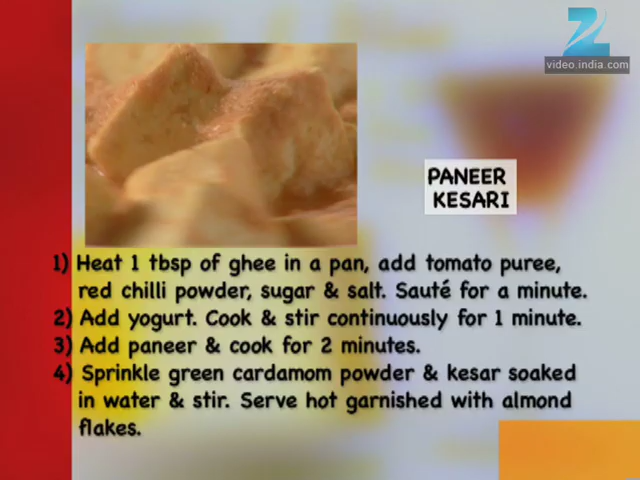 Z
video.india.com
PANEER
KESARI
1) Heat 1 tbsp of ghee in a pan, add tomato puree,
red chilli powder, sugar & salt. Sauté for a minute.
2) Add yogurt. Cook & stir continuously for 1 minute.
3) Add paneer & cook for 2 minutes.
4) Sprinkle green cardamom powder & kesar soaked
in water & stir. Serve hot garnished with almond
flakes.